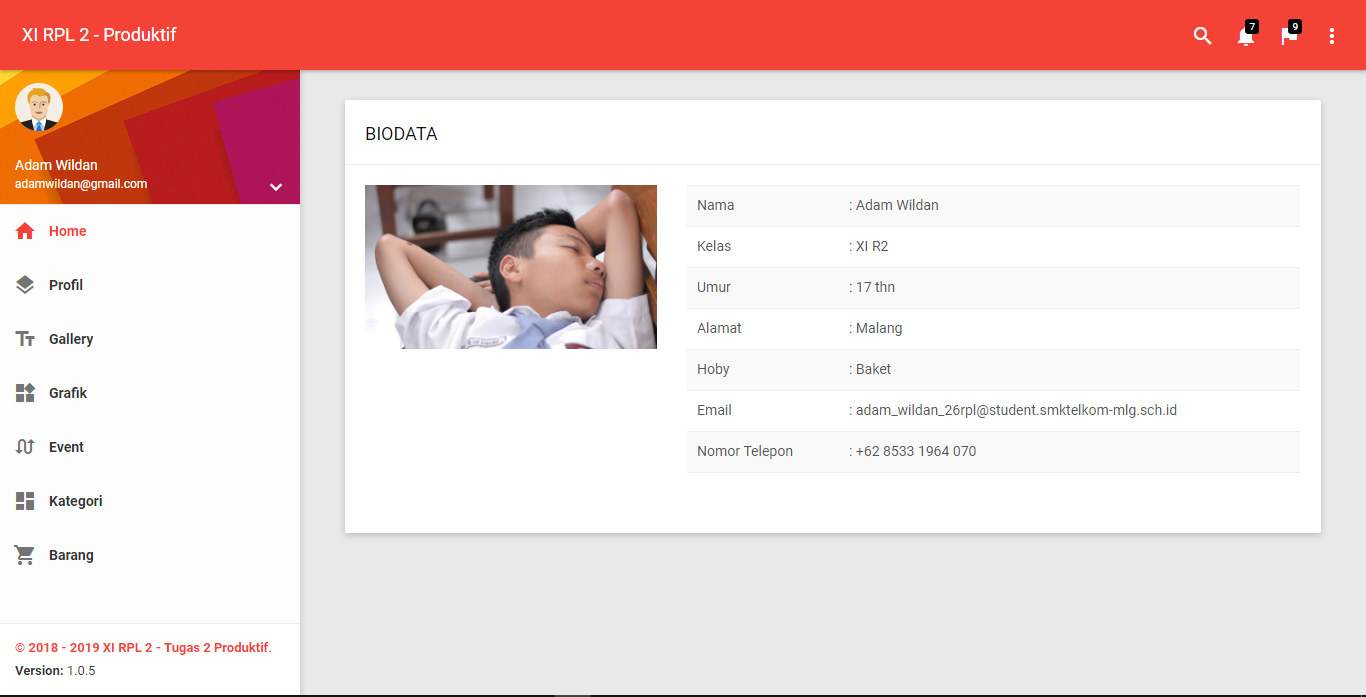 XI RPL 2 - Produktif
7
9
Adam Wildan
adamwildan@gmail.com
Home
Profil
Gallery
Grafik
Event
Kategori
Barang
© 2018 - 2019 XI RPL 2 - Tugas 2 Produktif.
Version: 1.0.5
BIODATA
Nama : Adam Wildan
Kelas : XI R2
Umur : 17 thn
Alamat : Malang
Hoby : Baket
Email : adam_wildan_26rpl@student.smktelkom-mlg.sch.id
Nomor Telepon : +62 8533 1964 070